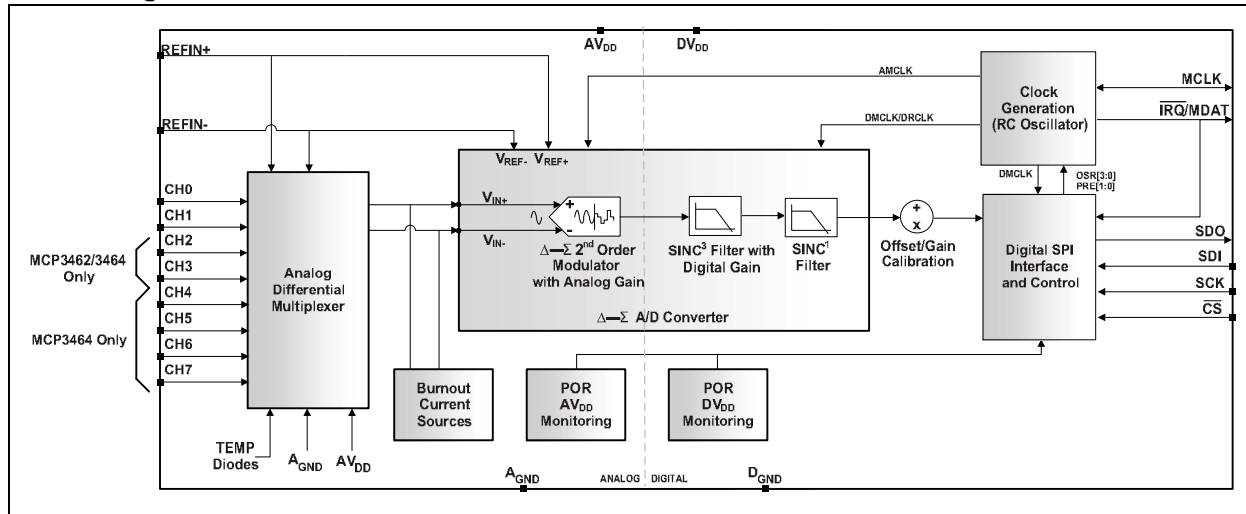 AVDD
DVDD
REFIN+
REFIN-
AMCLK
DMCLK/DRCLK
Clock
Generation
(RC Oscillator)
MCLK
IRQ/MDAT
DMCLK
OSR[3:0]
PRE[1:0]
VREF- VREF+
CH0
CH1
CH2
CH3
CH4
CH5
CH6
CH7
MCP3462/3464
Only
MCP3464 Only
Analog
Differential
Multiplexer
VIN+
VIN-
+
-
Δ—Σ 2nd Order
Modulator
with Analog Gain
SINC3 Filter with
Digital Gain
SINC1
Filter
Δ—Σ A/D Converter
+
x
Offset/Gain
Calibration
Digital SPI
Interface
and Control
SDO
SDI
SCK
CS
Burnout
Current
Sources
POR
AVDD
Monitoring
POR
DVDD
Monitoring
TEMP
Diodes
AGND
AVDD
AGND
ANALOG
DIGITAL
DGND